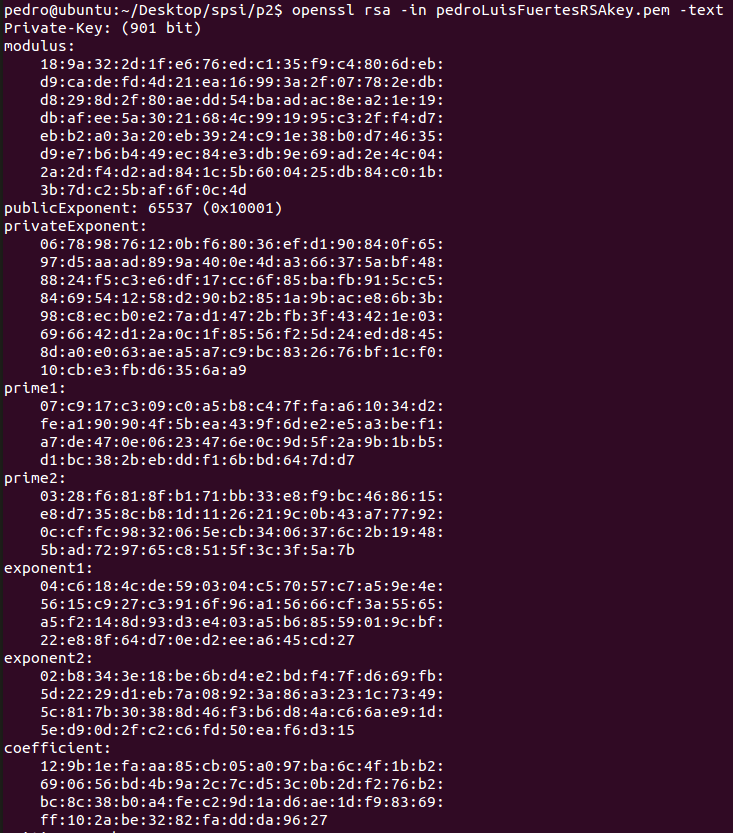 pedro@ubuntu:~/Desktop/spsi/p2$ openssl rsa -in pedroLuisFuertesRSAkey.pem -text
Private-Key: (901 bit)
modulus:
    18:9a:32:2d:1f:e6:76:ed:c1:35:f9:c4:80:6d:eb:
    d9:ca:de:fd:4d:21:ea:16:99:3a:2f:07:78:2e:db:
    d8:29:8d:2f:80:ae:dd:54:ba:ad:ac:8e:a2:1e:19:
    db:af:ee:5a:30:21:68:4c:99:19:95:c3:2f:f4:d7:
    eb:b2:a0:3a:20:eb:39:24:c9:1e:38:b0:d7:46:35:
    d9:e7:b6:b4:49:ec:84:e3:db:9e:69:ad:2e:4c:04:
    2a:2d:f4:d2:ad:84:1c:5b:60:04:25:db:84:c0:1b:
    3b:7d:c2:5b:af:6f:0c:4d
publicExponent: 65537 (0x10001)
privateExponent:
    06:78:98:76:12:0b:f6:80:36:ef:d1:90:84:0f:65:
    97:d5:aa:ad:89:9a:40:0e:4d:a3:66:37:5a:bf:48:
    88:24:f5:c3:e6:df:17:cc:6f:85:ba:fb:91:5c:c5:
    84:69:54:12:58:d2:90:b2:85:1a:9b:ac:e8:6b:3b:
    98:c8:ec:b0:e2:7a:d1:47:2b:fb:3f:43:42:1e:03:
    69:66:42:d1:2a:0c:1f:85:56:f2:5d:24:ed:d8:45:
    8d:a0:e0:63:ae:a5:a7:c9:bc:83:26:76:bf:1c:f0:
    10:cb:e3:fb:d6:35:6a:a9
prime1:
    07:c9:17:c3:09:c0:a5:b8:c4:7f:fa:a6:10:34:d2:
    fe:a1:90:90:4f:5b:ea:43:9f:6d:e2:e5:a3:be:f1:
    a7:de:47:0e:06:23:47:6e:0c:9d:5f:2a:9b:1b:b5:
    d1:bc:38:2b:eb:dd:f1:6b:bd:64:7d:d7
prime2:
    03:28:f6:81:8f:b1:71:bb:33:e8:f9:bc:46:86:15:
    e8:d7:35:8c:b8:1d:11:26:21:9c:0b:43:a7:77:92:
    0c:cf:fc:98:32:06:5e:cb:34:06:37:6c:2b:19:48:
    5b:ad:72:97:65:c8:51:5f:3c:3f:5a:7b
exponent1:
    04:c6:18:4c:de:59:03:04:c5:70:57:c7:a5:9e:4e:
    56:15:c9:27:c3:91:6f:96:a1:56:66:cf:3a:55:65:
    a5:f2:14:8d:93:d3:e4:03:a5:b6:85:59:01:9c:bf:
    22:e8:8f:64:d7:0e:d2:ee:a6:45:cd:27
exponent2:
    02:b8:34:3e:18:be:6b:d4:e2:bd:f4:7f:d6:69:fb:
    5d:22:29:d1:eb:7a:08:92:3a:86:a3:23:1c:73:49:
    5c:81:7b:30:38:8d:46:f3:b6:d8:4a:c6:6a:e9:1d:
    5e:d9:0d:2f:c2:c6:fd:50:ea:f6:d3:15
coefficient:
    12:9b:1e:fa:aa:85:cb:05:a0:97:ba:6c:4f:1b:b2:
    69:06:56:bd:4b:9a:2c:7c:d5:3c:0b:2d:f2:76:b2:
    bc:8c:38:b0:a4:fe:c2:9d:1a:d6:ae:1d:f9:83:69:
    ff:10:2a:be:32:82:fa:dd:da:96:27